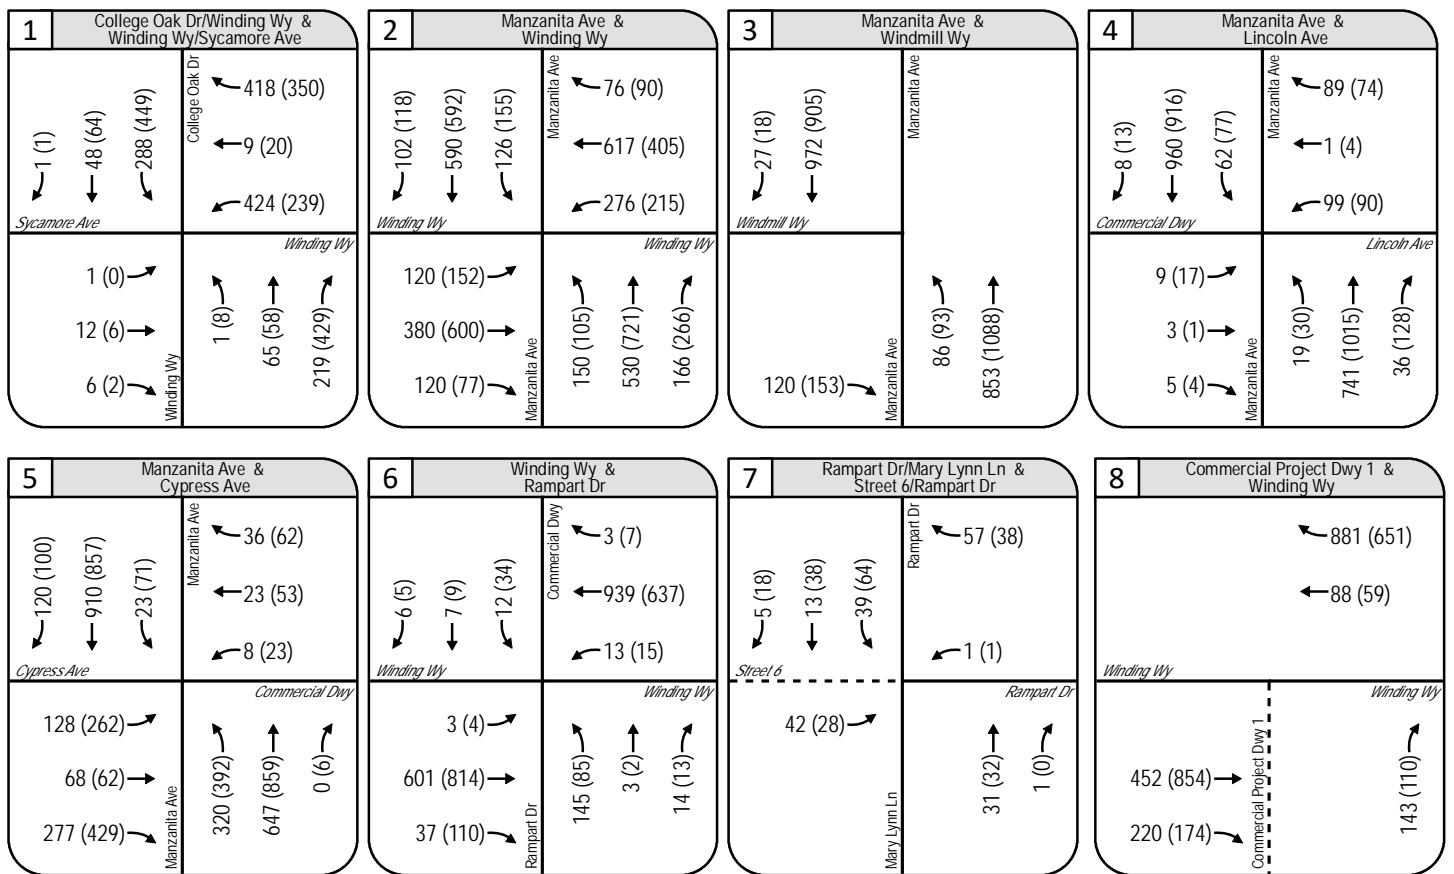 1
College Oak Dr/Winding Wy &
Winding Wy/Sycamore Ave
1 (1)
48 (64)
288 (449)
College Oak Dr
418 (350)
9 (20)
424 (239)
Sycamore Ave
Winding Wy
1 (0)
12 (6)
6 (2)
Winding Wy
1 (8)
65 (58)
219 (429)
2
Manzanita Ave &
Winding Wy
102 (118)
590 (592)
126 (155)
Manzanita Ave
76 (90)
617 (405)
276 (215)
Winding Wy
Winding Wy
120 (152)
380 (600)
120 (77)
Manzanita Ave
150 (105)
530 (721)
166 (266)
3
Manzanita Ave &
Windmill Wy
27 (18)
972 (905)
Manzanita Ave
Windmill Wy
120 (153)
Manzanita Ave
86 (93)
853 (1088)
4
Manzanita Ave &
Lincoln Ave
8 (13)
960 (916)
62 (77)
Manzanita Ave
89 (74)
1 (4)
99 (90)
Commercial Dwy
Lincoln Ave
9 (17)
3 (1)
5 (4)
Manzanita Ave
19 (30)
741 (1015)
36 (128)
5
Manzanita Ave &
Cypress Ave
120 (100)
910 (857)
23 (71)
Manzanita Ave
36 (62)
23 (53)
8 (23)
Cypress Ave
Commercial Dwy
128 (262)
68 (62)
277 (429)
Manzanita Ave
320 (392)
647 (859)
0 (6)
6
Winding Wy &
Rampart Dr
6 (5)
7 (9)
12 (34)
Commercial Dwy
3 (7)
939 (637)
13 (15)
Winding Wy
Winding Wy
3 (4)
601 (814)
37 (110)
Rampart Dr
145 (85)
3 (2)
14 (13)
7
Rampart Dr/Mary Lynn Ln &
Street 6/Rampart Dr
5 (18)
13 (38)
39 (64)
Rampart Dr
57 (38)
1 (1)
Street 6
Rampart Dr
42 (28)
Mary Lynn Ln
31 (32)
1 (0)
8
Commercial Project Dwy 1 &
Winding Wy
881 (651)
88 (59)
Winding Wy
Winding Wy
452 (854)
220 (174)
Commercial Project Dwy 1
143 (110)